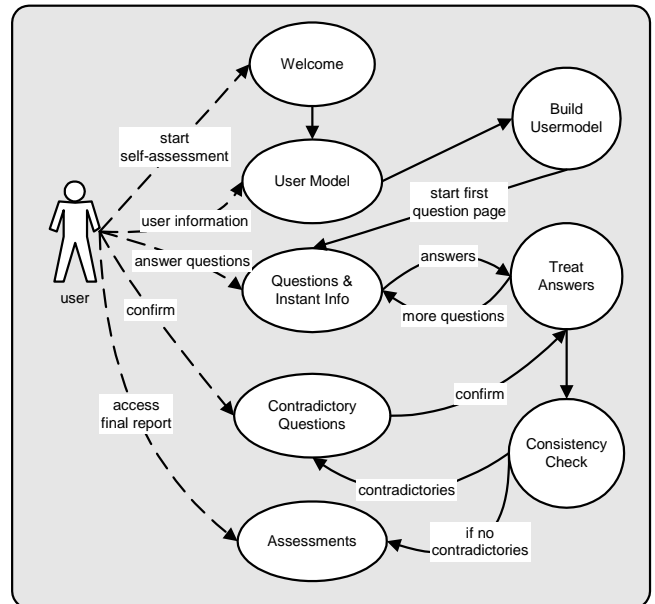 Welcome
Build
Usermodel
start
self-assessment
User Model
start first
question page
user information
answer questions
answers
Questions &
Instant Info
Treat
Answers
user
confirm
more questions
access
final report
Contradictory
Questions
confirm
Consistency
Check
contradictories
Assessments
if no
contradictories